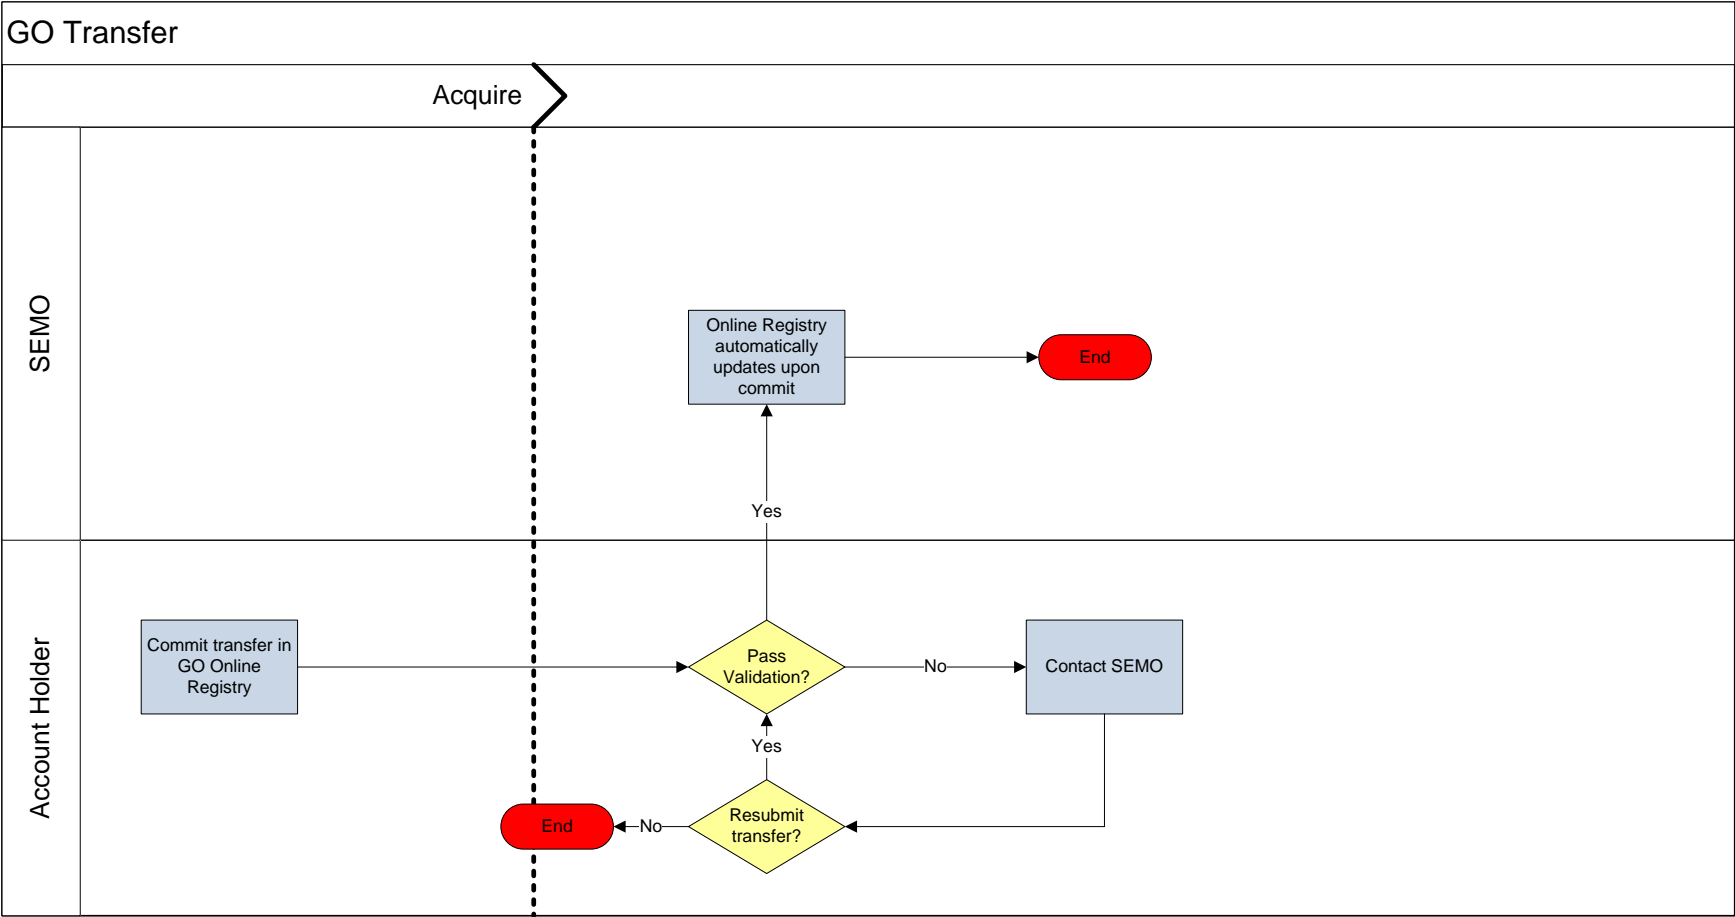 GO Transfer
Acquire
SEMO
Online Registry
automatically
updates upon
commit
End
Yes
Account Holder
Commit transfer in
GO Online
Registry
Pass
Validation?
No
Contact SEMO
Yes
End
No
Resubmit
transfer?